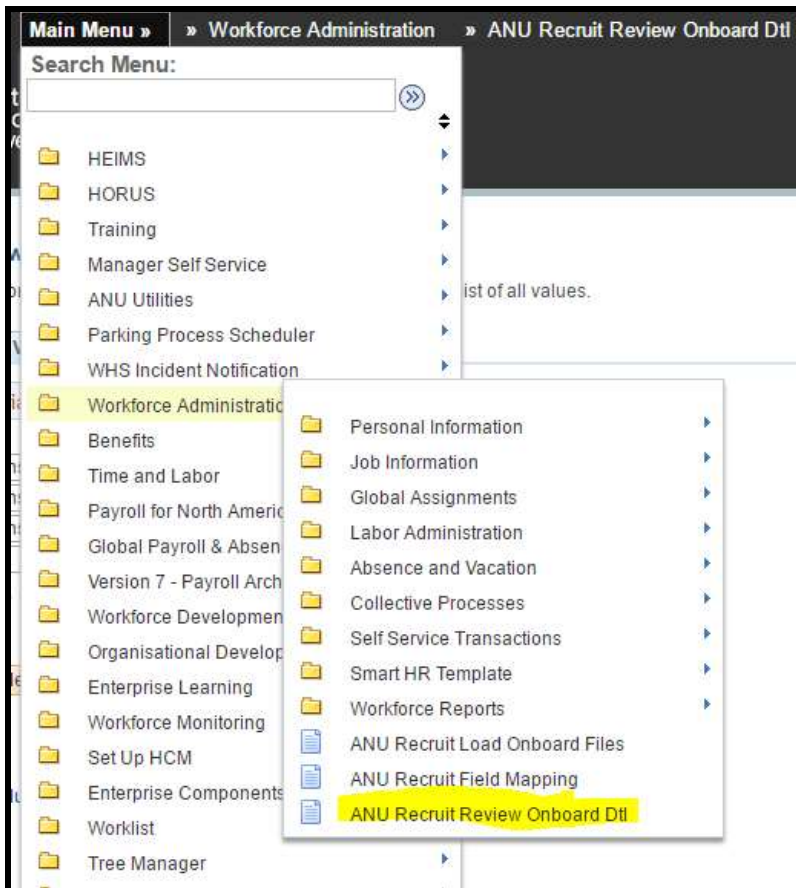 Main Menu » » Workforce Administration » ANU Recruit Review Onboard Dtl
Search Menu:
HEIMS
HORUS
Training
Manager Self Service
ANU Utilities
ist of all values.
Parking Process Scheduler
WHS Incident Notification
Workforce Administratio
Benefits
Time and Labor
Payroll for North Americ
Global Payroll & Absen
Version 7 - Payroll Arch
Workforce Developmen
Organisational Develop
Enterprise Learning
Workforce Monitoring
Set Up HCM
Enterprise Components
Worklist
Tree Manager
Personal Information
Job Information
Global Assignments
Labor Administration
Absence and Vacation
Collective Processes
Self Service Transactions
Smart HR Template
Workforce Reports
ANU Recruit Load Onboard Files
ANU Recruit Field Mapping
ANU Recruit Review Onboard Dtl